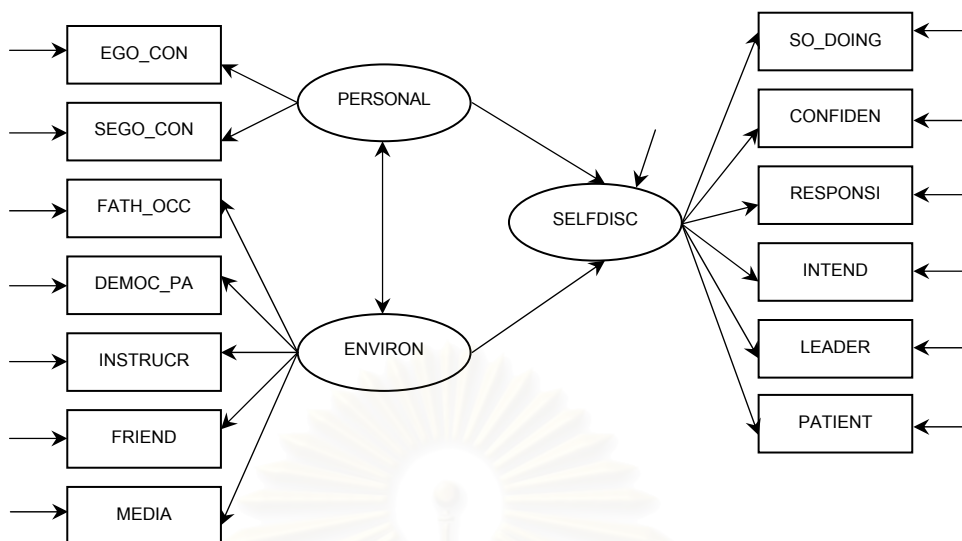 EGO_CON
SEGO_CON
FATH_OCC
DEMOC_PA
INSTRUCR
FRIEND
MEDIA
PERSONAL
ENVIRON
SELFDISC
SO_DOING
CONFIDEN
RESPONSI
INTEND
LEADER
PATIENT